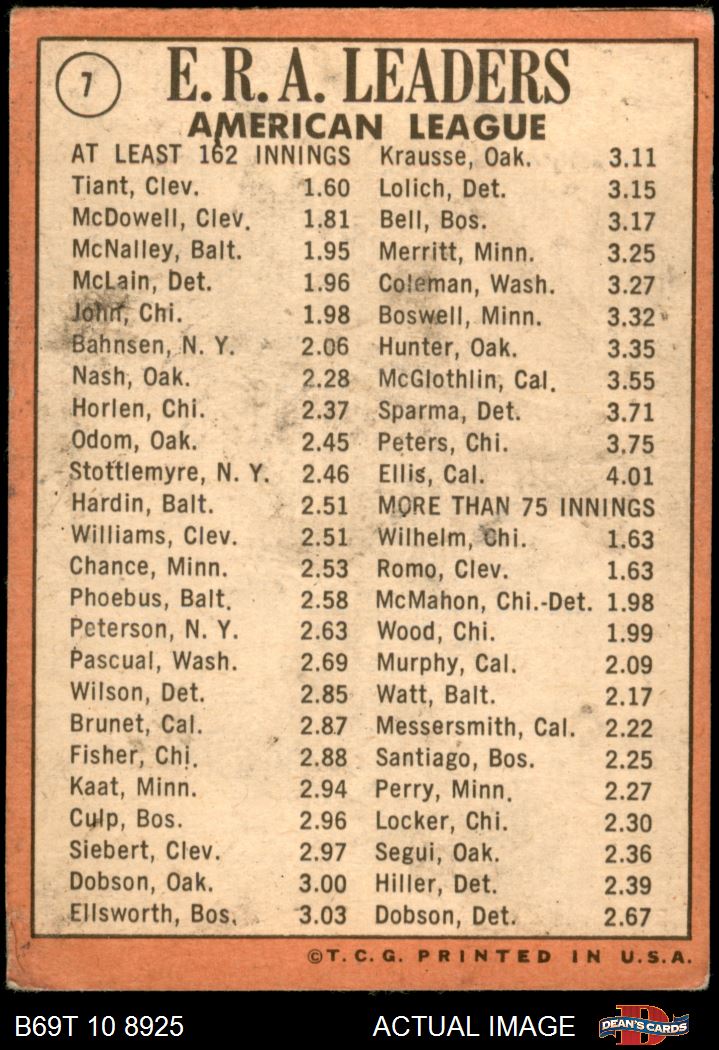 7
E. R. A. LEADERS
AMERICAN LEAGUE
AT LEAST 162 INNINGS
Tiant, Clev. 1.60
McDowell, Clev. 1.81
McNalley, Balt. 1.95
McLain, Det. 1.96
John, Chi. 1.98
Bahnsen, N. Y. 2.06
Nash, Oak. 2.28
Horlen, Chi. 2.37
Odom, Oak. 2.45
Stottlemyre, N. Y. 2.46
Hardin, Balt. 2.51
Williams, Clev. 2.51
Chance, Minn. 2.53
Phoebus, Balt. 2.58
Peterson, N. Y. 2.63
Pascual, Wash. 2.69
Wilson, Det. 2.85
Brunet, Cal. 2.87
Fisher, Chi. 2.88
Kaat, Minn. 2.94
Culp, Bos. 2.96
Siebert, Clev. 2.97
Dobson, Oak. 3.00
Ellsworth, Bos. 3.03
Krausse, Oak. 3.11
Lolich, Det. 3.15
Bell, Bos. 3.17
Merritt, Minn. 3.25
Coleman, Wash. 3.27
Boswell, Minn. 3.32
Hunter, Oak. 3.35
McGlothlin, Cal. 3.55
Sparma, Det. 3.71
Peters, Chi. 3.75
Ellis, Cal. 4.01
MORE THAN 75 INNINGS
Wilhelm, Chi. 1.63
Romo, Clev. 1.63
McMahon, Chi.-Det. 1.98
Wood, Chi. 1.99
Murphy, Cal. 2.09
Watt, Balt. 2.17
Messersmith, Cal. 2.22
Santiago, Bos. 2.25
Perry, Minn. 2.27
Locker, Chi. 2.30
Segui, Oak. 2.36
Hiller, Det. 2.39
Dobson, Det. 2.67
©T. C. G. PRINTED IN U.S.A.
B69T 10 8925
ACTUAL IMAGE
D
DEAN'S CARDS